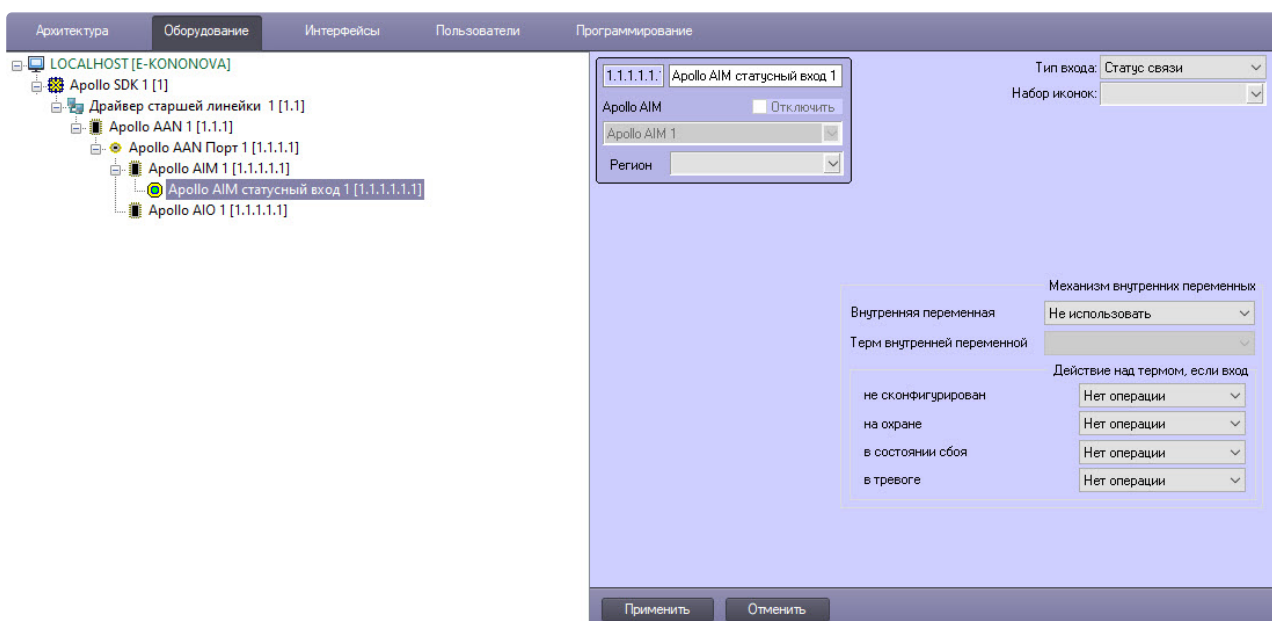 Архитектура Оборудование Интерфейсы Пользователи Программирование
LOCALHOST [E-KONONOVA]
Apollo SDK 1 [1]
Драйвер старшей линейки 1 [1.1]
Apollo AAN 1 [1.1.1]
Apollo AAN Порт 1 [1.1.1.1]
Apollo AIM 1 [1.1.1.1.1]
Apollo AIM статусный вход 1 [1.1.1.1.1.1]
Apollo AIO 1 [1.1.1.1.1]
1.1.1.1.1.1 Apollo AIM статусный вход 1
Apollo AIM Отключить
Apollo AIM 1
Регион
Тип входа: Статус связи
Набор иконок:
Механизм внутренних переменных
Внутренняя переменная Не использовать
Терм внутренней переменной
Действие над термом, если вход
не сконфигурирован Нет операции
на охране Нет операции
в состоянии сбоя Нет операции
в тревоге Нет операции
Применить Отменить